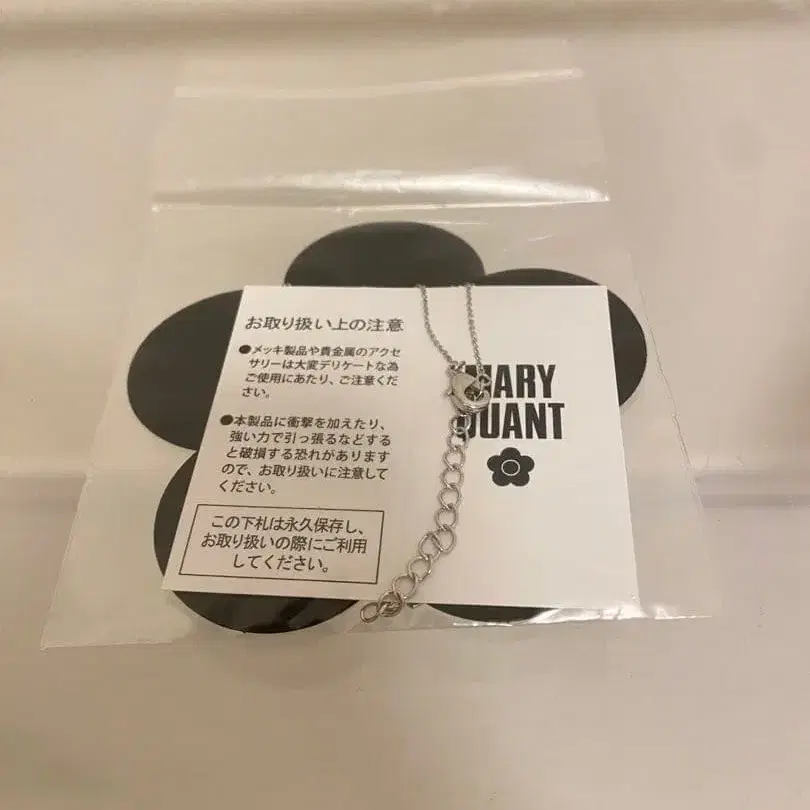 お取り扱い上の注意
●メッキ製品や貴金属のアクセ
サリーは大変デリケートな為
ご使用にあたり、ご注意くだ
さい。
●本製品に衝撃を加えたり、
強い力で引っ張るなどする
と破損する恐れがあります
ので、お取り扱いに注意して
ください。
この下札は永久保存し、
お取り扱いの際にご利用
してください。
MARY
QUANT